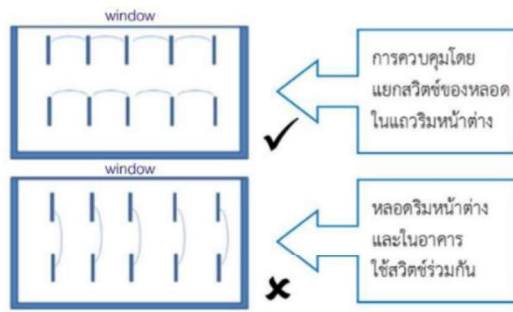 window
การควบคุมโดย
แยกสวิตช์ของหลอด
ในแถวริมหน้าต่าง
window
หลอดริมหน้าต่าง
และในอาคาร
ใช้สวิตช์ร่วมกัน